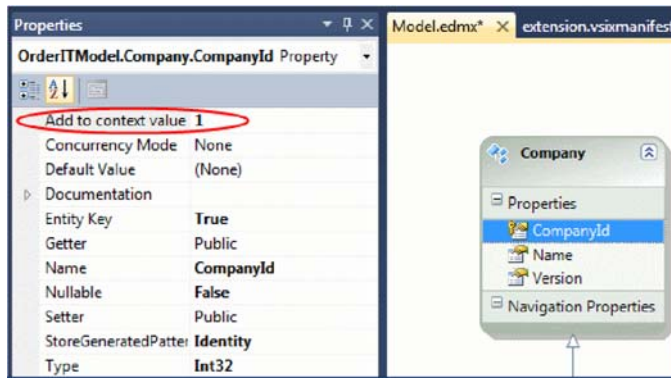 Properties
OrderITModel.Company.CompanyId Property
Add to context value 1
Concurrency Mode None
Default Value (None)
Documentation
Entity Key True
Getter Public
Name CompanyId
Nullable False
Setter Public
StoreGeneratedPatter Identity
Type Int32
Model.edmx* extension.vsixmanifest
Company
Properties
CompanyId
Name
Version
Navigation Properties